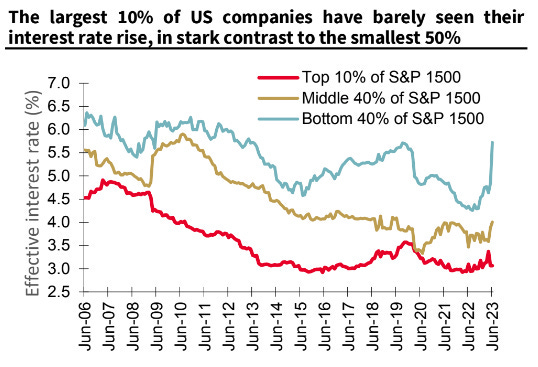 The largest 10% of US companies have barely seen their
interest rate rise, in stark contrast to the smallest 50%
Top 10% of S&P 1500
Middle 40% of S&P 1500
Bottom 40% of S&P 1500
Effective interest rate (%)
7.0
6.5
6.0
5.5
5.0
4.5
4.0
3.5
3.0
2.5
Jun-06
Jun-07
Jun-08
Jun-09
Jun-10
Jun-11
Jun-12
Jun-13
Jun-14
Jun-15
Jun-16
Jun-17
Jun-18
Jun-19
Jun-20
Jun-21
Jun-22
Jun-23